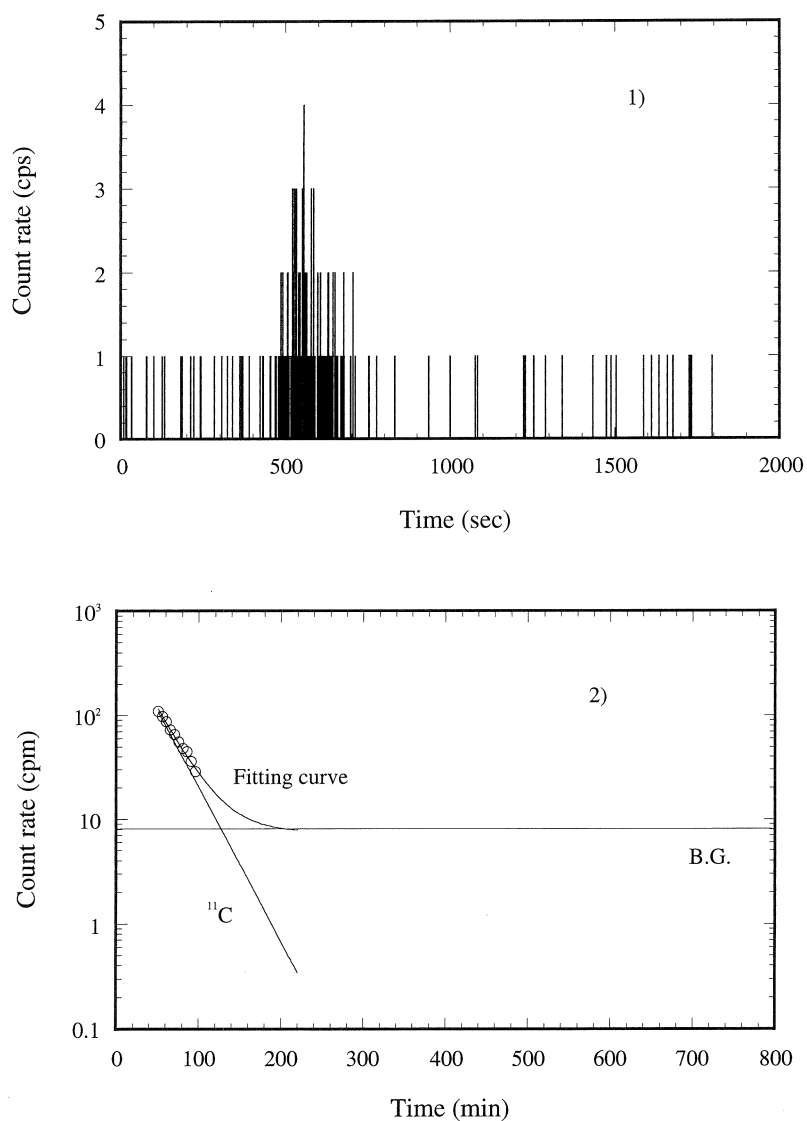 5
4
3
2
1
0
Count rate (cps)
1)
0 500 1000 1500 2000
Time (sec)
10³
10²
10
1
0.1
Count rate (cpm)
2)
Fitting curve
B.G.
¹¹C
0 100 200 300 400 500 600 700 800
Time (min)